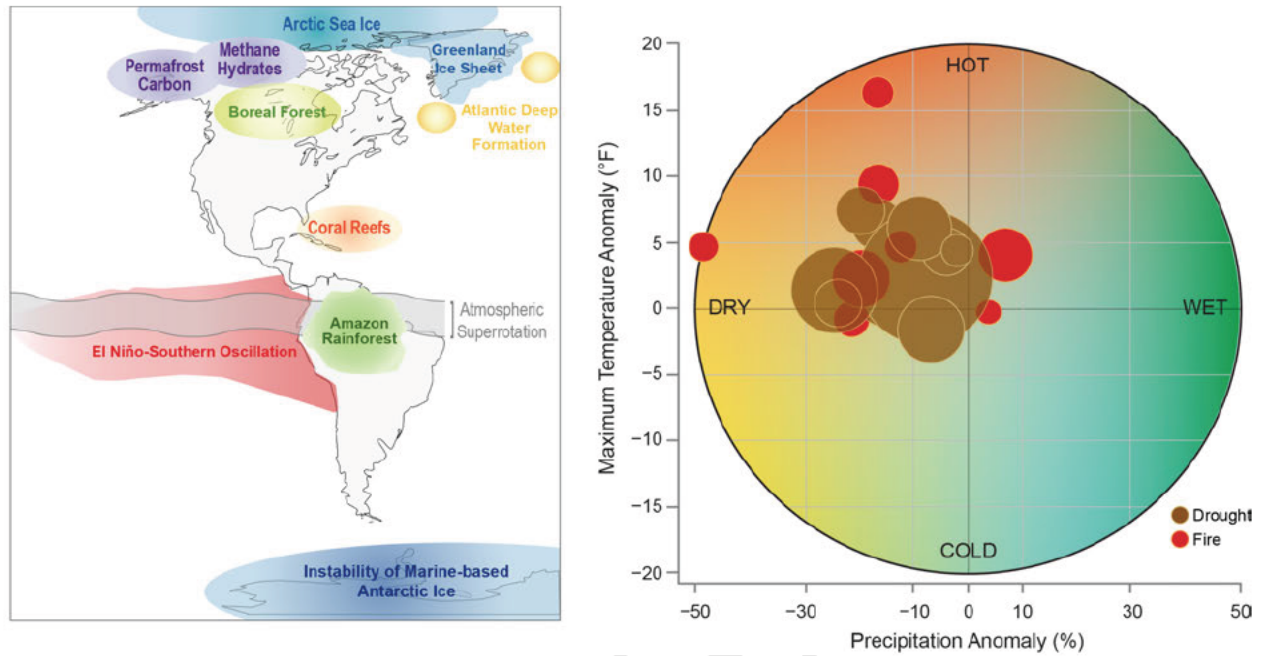 Arctic Sea Ice
Methane
Hydrates
Permafrost
Carbon
Greenland
Ice Sheet
Boreal Forest
Atlantic Deep
Water
Formation
Coral Reefs
Atmospheric
Superrotation
Amazon
Rainforest
El Niño-Southern Oscillation
Instability of Marine-based
Antarctic Ice
Maximum Temperature Anomaly (°F)
20
15
10
5
0
−5
−10
−15
−20
HOT
DRY
WET
COLD
Drought
Fire
−50
−30
−10
0
10
30
50
Precipitation Anomaly (%)